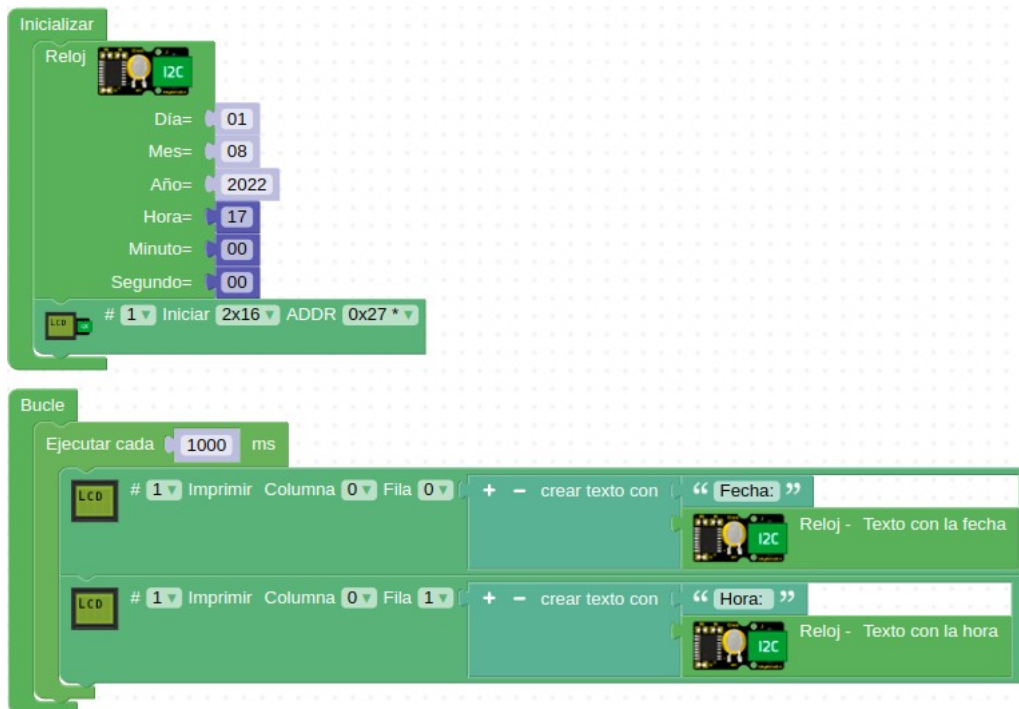 Inicializar
Reloj
I2C
Día= 01
Mes= 08
Año= 2022
Hora= 17
Minuto= 00
Segundo= 00
LCD # 1 Iniciar 2x16 ADDR 0x27 *
Bucle
Ejecutar cada 1000 ms
LCD # 1 Imprimir Columna 0 Fila 0 + − crear texto con “ Fecha: ”
I2C Reloj - Texto con la fecha
LCD # 1 Imprimir Columna 0 Fila 1 + − crear texto con “ Hora: ”
I2C Reloj - Texto con la hora